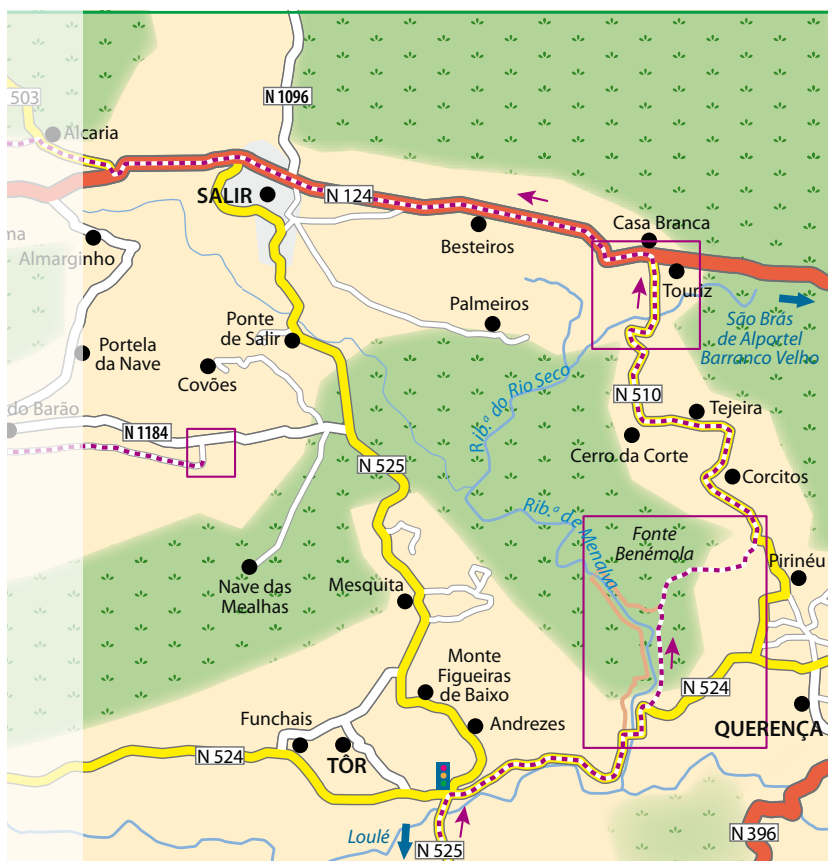 503
N 1096
Alcaria
SALIR
N 124
Casa Branca
Besteiros
Touriz
Almarginho
Palmeiros
São Brás
de Alportel
Barranco Velho
Ponte
de Salir
Portela
da Nave
Covões
Rib.ª do Rio Seco
N 510
Tejeira
do Barão
N 1184
Cerro da Corte
N 525
Corcitos
Rib.ª de Menalva
Fonte
Benémola
Pirinéu
Nave das
Mealhas
Mesquita
Monte
Figueiras
de Baixo
N 524
Funchais
Andrezes
QUERENÇA
N 524
TÔR
Loulé
N 525
N 396